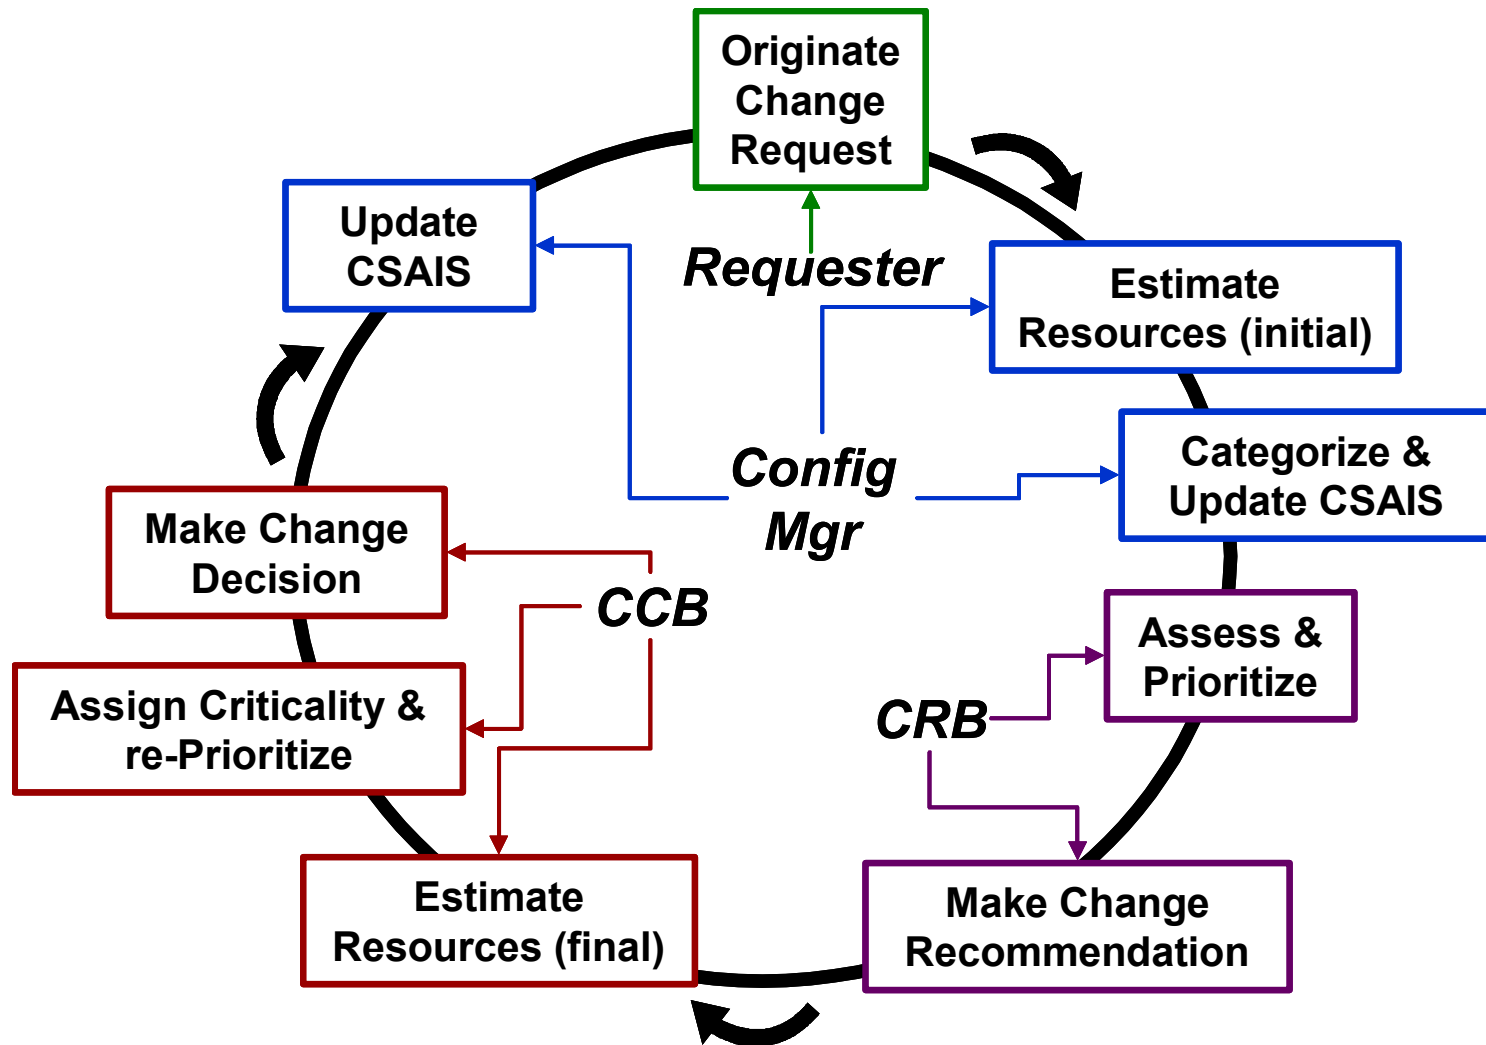 Originate
Change
Request
Update
CSAIS
Requester
Estimate
Resources (initial)
Config
Mgr
Categorize &
Update CSAIS
Make Change
Decision
CCB
Assess &
Prioritize
Assign Criticality &
re-Prioritize
CRB
Estimate
Resources (final)
Make Change
Recommendation